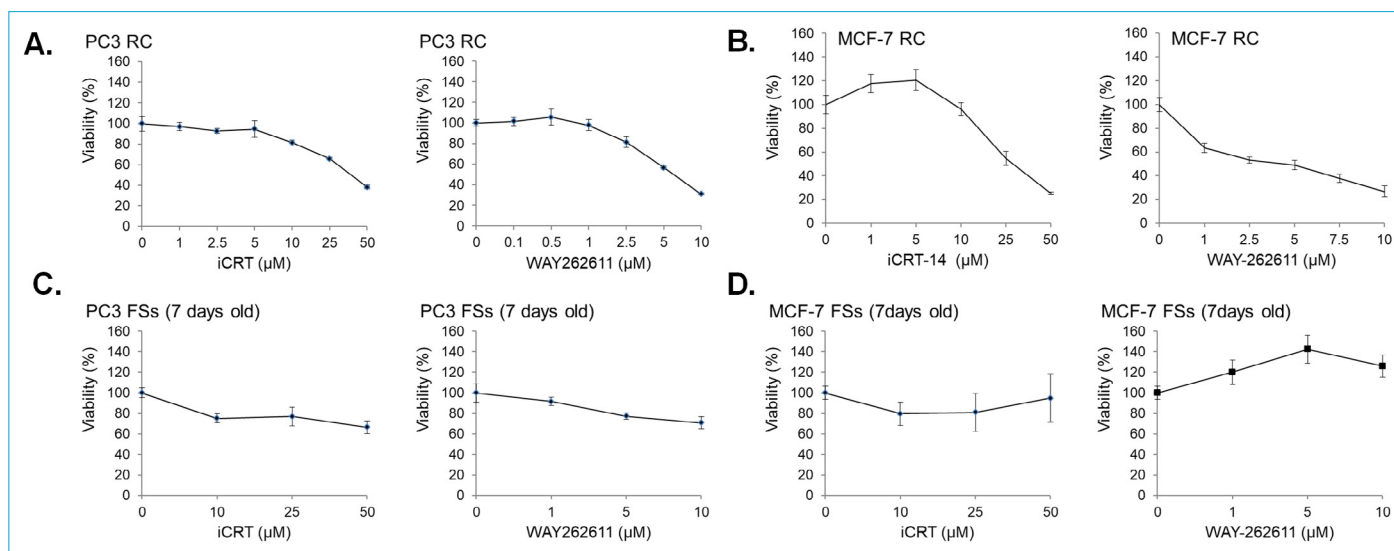 A.
PC3 RC
Viability (%)
160
140
120
100
80
60
40
20
0
0 1 2.5 5 10 25 50
iCRT (µM)
PC3 RC
Viability (%)
160
140
120
100
80
60
40
20
0
0 0.1 0.5 1 2.5 5 10
WAY262611 (µM)
B.
MCF-7 RC
Viability (%)
160
140
120
100
80
60
40
20
0
0 1 5 10 25 50
iCRT-14 (µM)
MCF-7 RC
Viability (%)
160
140
120
100
80
60
40
20
0
0 1 2.5 5 7.5 10
WAY-262611 (µM)
C.
PC3 FSs (7 days old)
Viability (%)
160
140
120
100
80
60
40
20
0
0 10 25 50
iCRT (µM)
PC3 FSs (7 days old)
Viability (%)
160
140
120
100
80
60
40
20
0
0 1 5 10
WAY262611 (µM)
D.
MCF-7 FSs (7days old)
Viability (%)
160
140
120
100
80
60
40
20
0
0 10 25 50
iCRT (µM)
MCF-7 FSs (7days old)
Viability (%)
160
140
120
100
80
60
40
20
0
0 1 5 10
WAY-262611 (µM)